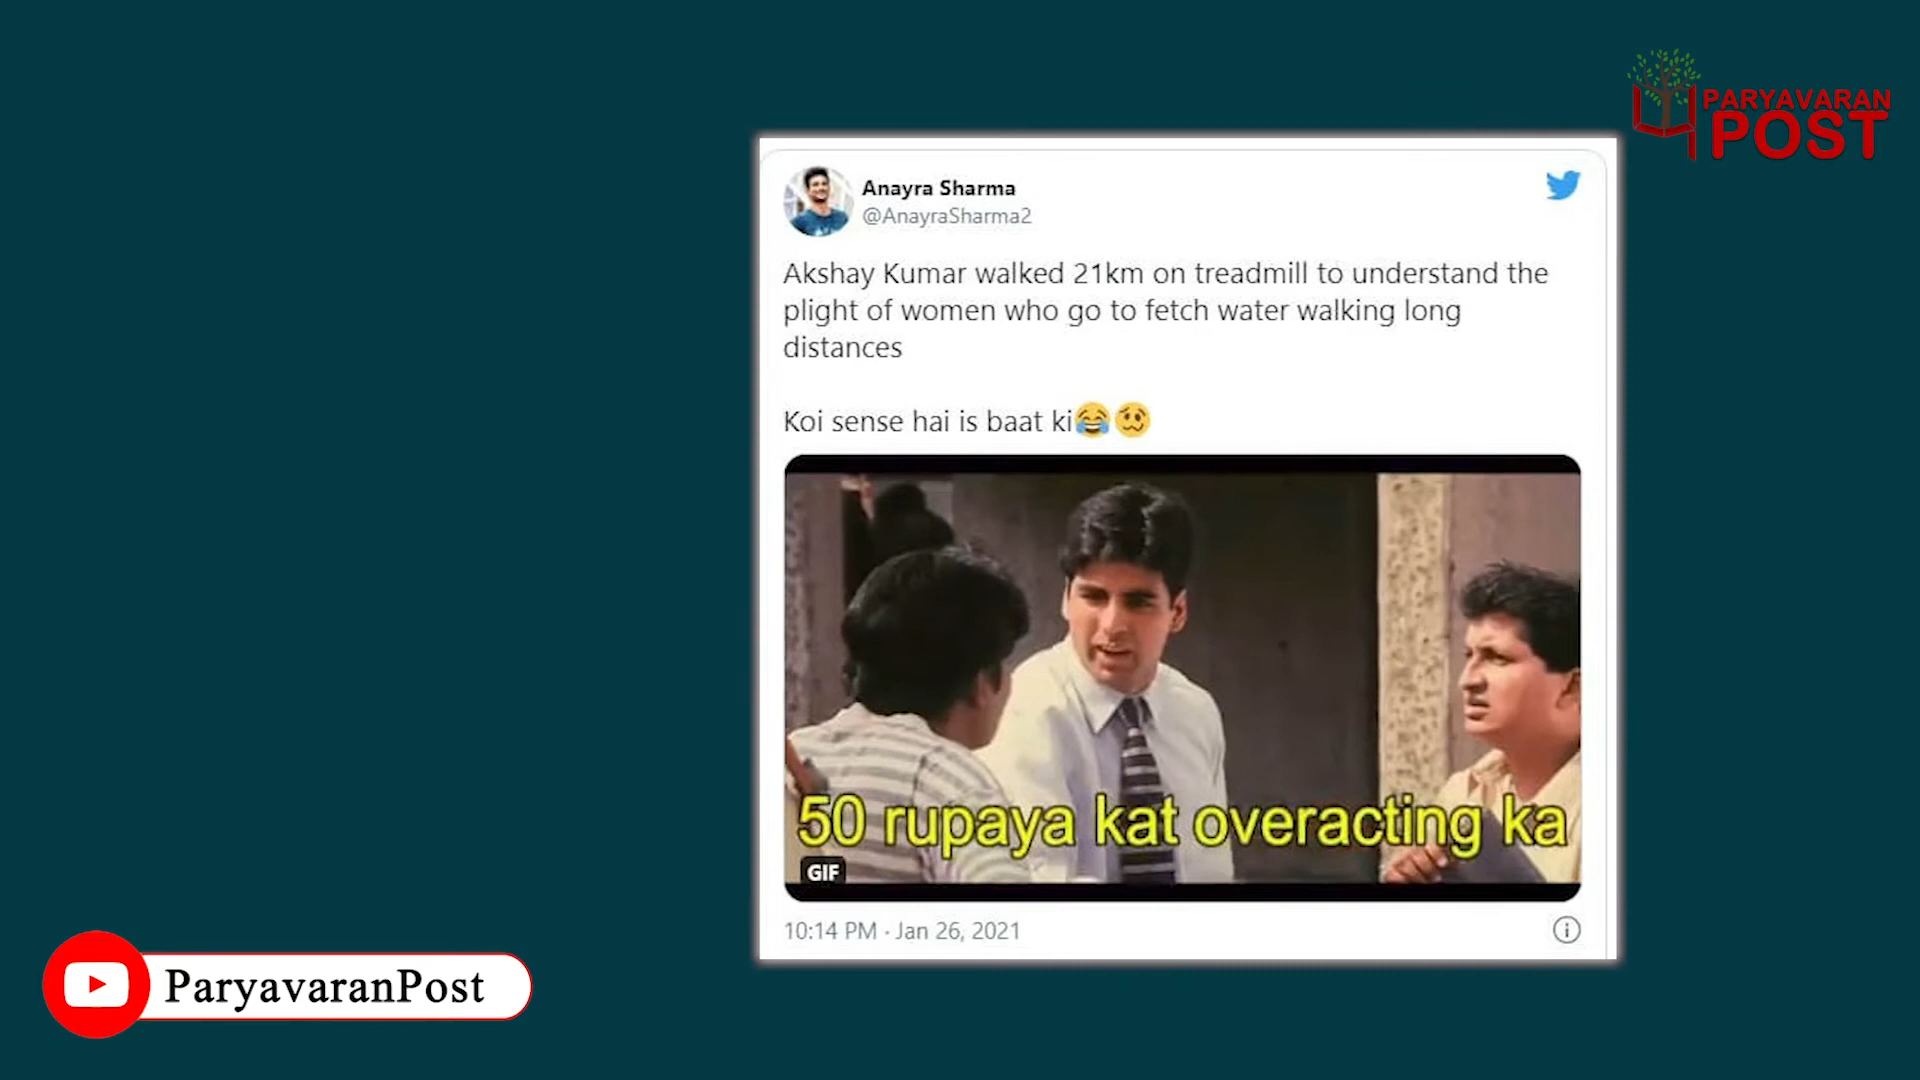 PARYAVARAN
POST
Anayra Sharma
@AnayraSharma2
Akshay Kumar walked 21km on treadmill to understand the
plight of women who go to fetch water walking long
distances
Koi sense hai is baat ki😂🥴
50 rupaya kat overacting ka
GIF
10:14 PM · Jan 26, 2021
ParyavaranPost